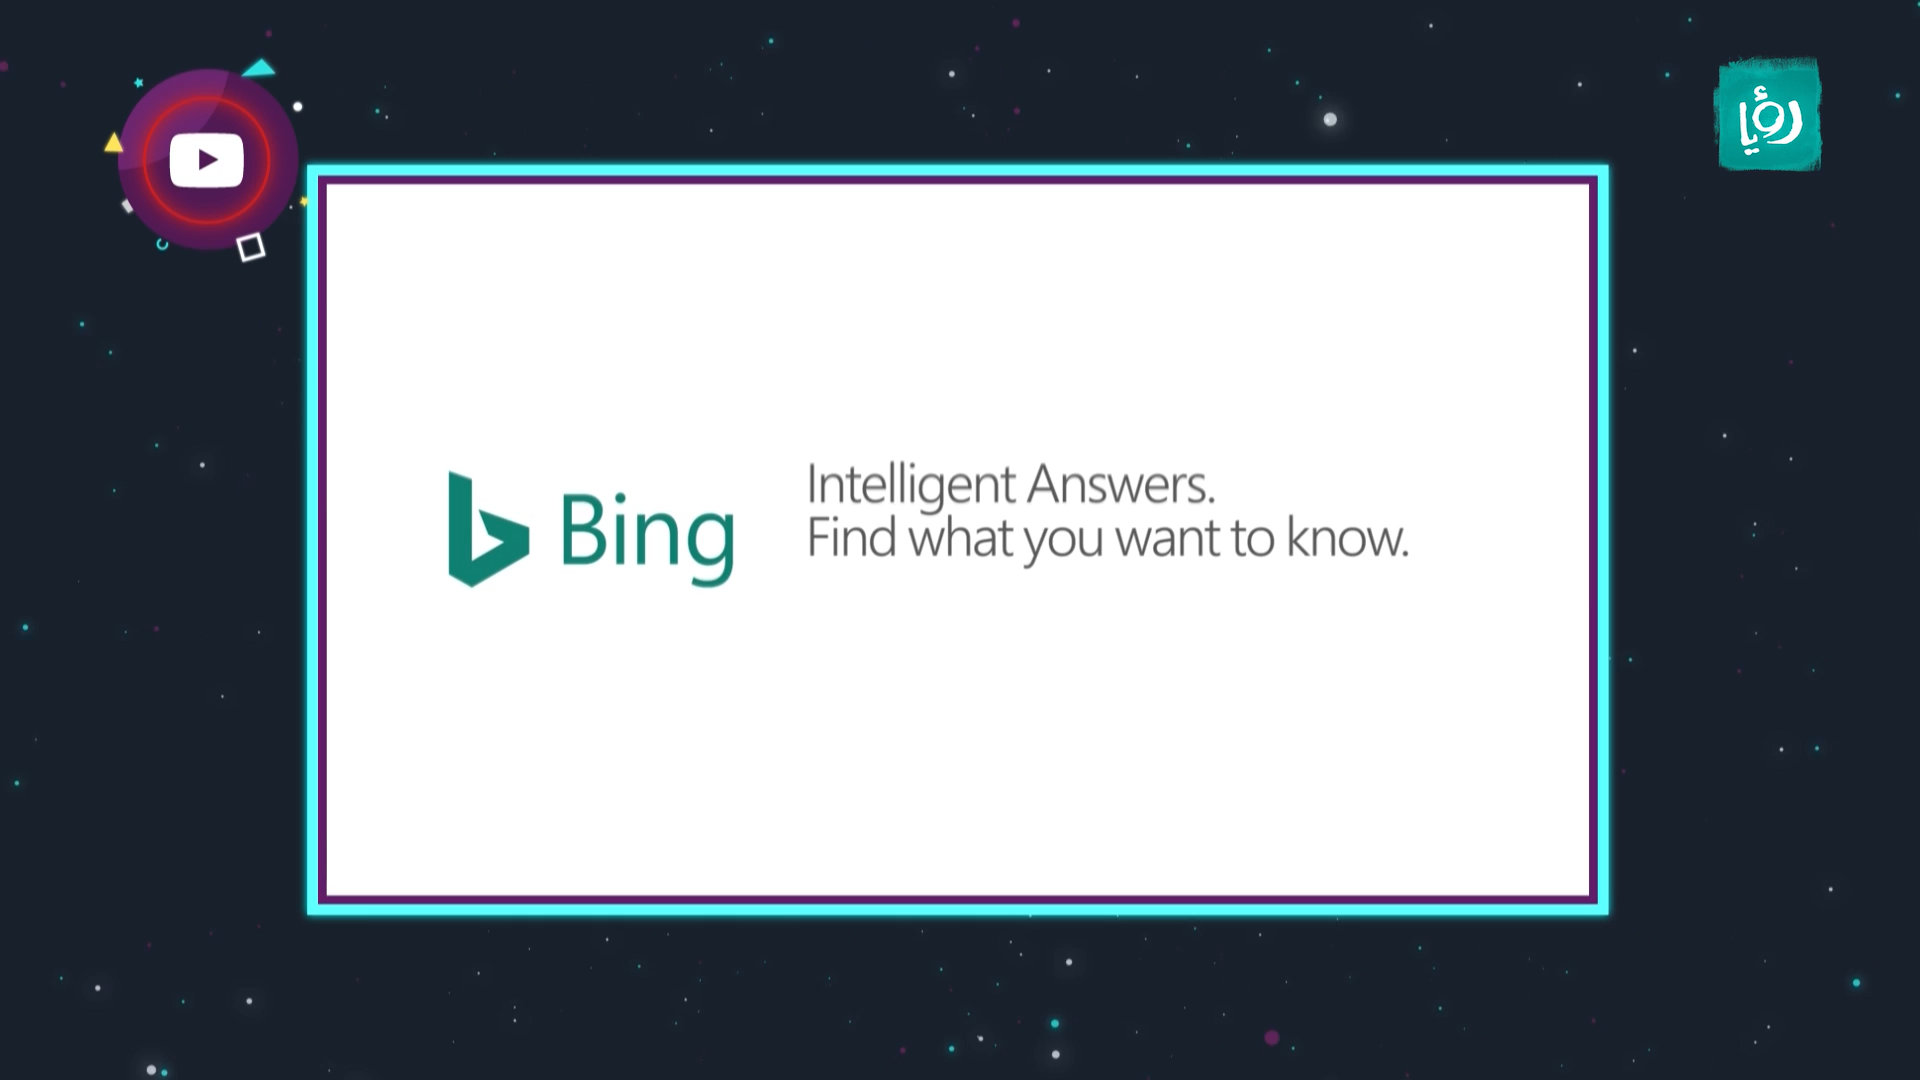 رؤيا
Bing
Intelligent Answers.
Find what you want to know.